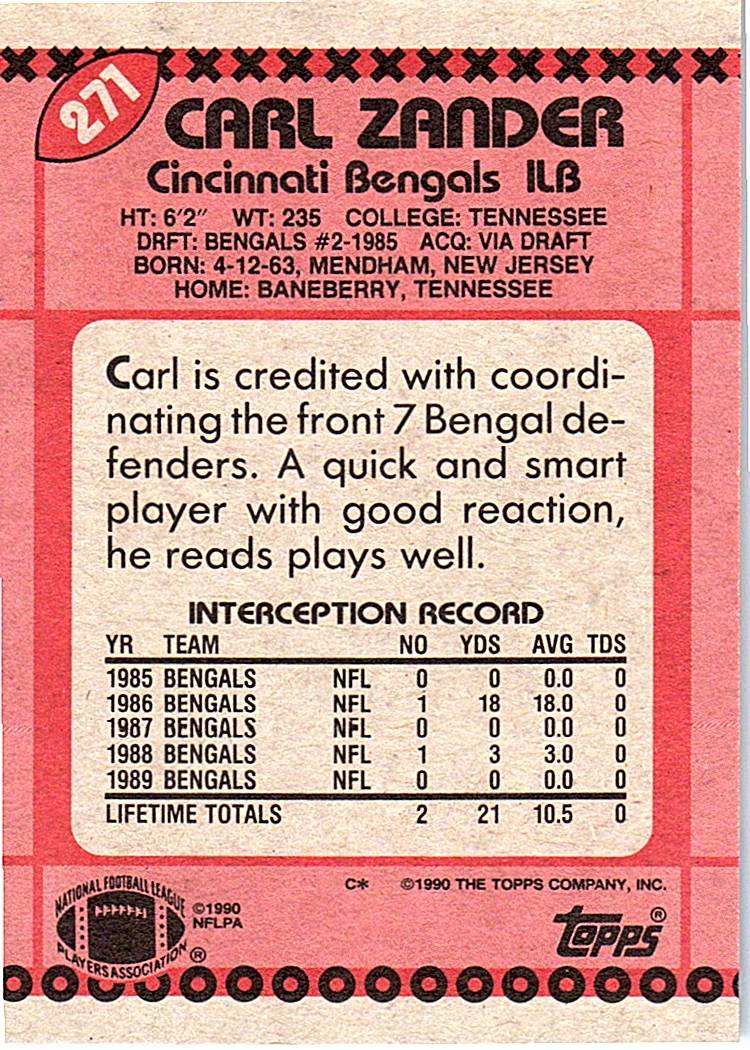 271
CARL ZANDER
Cincinnati Bengals ILB
HT: 6'2" WT: 235 COLLEGE: TENNESSEE
DRFT: BENGALS #2-1985 ACQ: VIA DRAFT
BORN: 4-12-63, MENDHAM, NEW JERSEY
HOME: BANEBERRY, TENNESSEE
Carl is credited with coordi-
nating the front 7 Bengal de-
fenders. A quick and smart
player with good reaction,
he reads plays well.
INTERCEPTION RECORD
YR TEAM NO YDS AVG TDS
1985 BENGALS NFL 0 0 0.0 0
1986 BENGALS NFL 1 18 18.0 0
1987 BENGALS NFL 0 0 0.0 0
1988 BENGALS NFL 1 3 3.0 0
1989 BENGALS NFL 0 0 0.0 0
LIFETIME TOTALS 2 21 10.5 0
C* ©1990 THE TOPPS COMPANY, INC.
NATIONAL FOOTBALL LEAGUE
PLAYERS ASSOCIATION ®
©1990
NFLPA
topps®